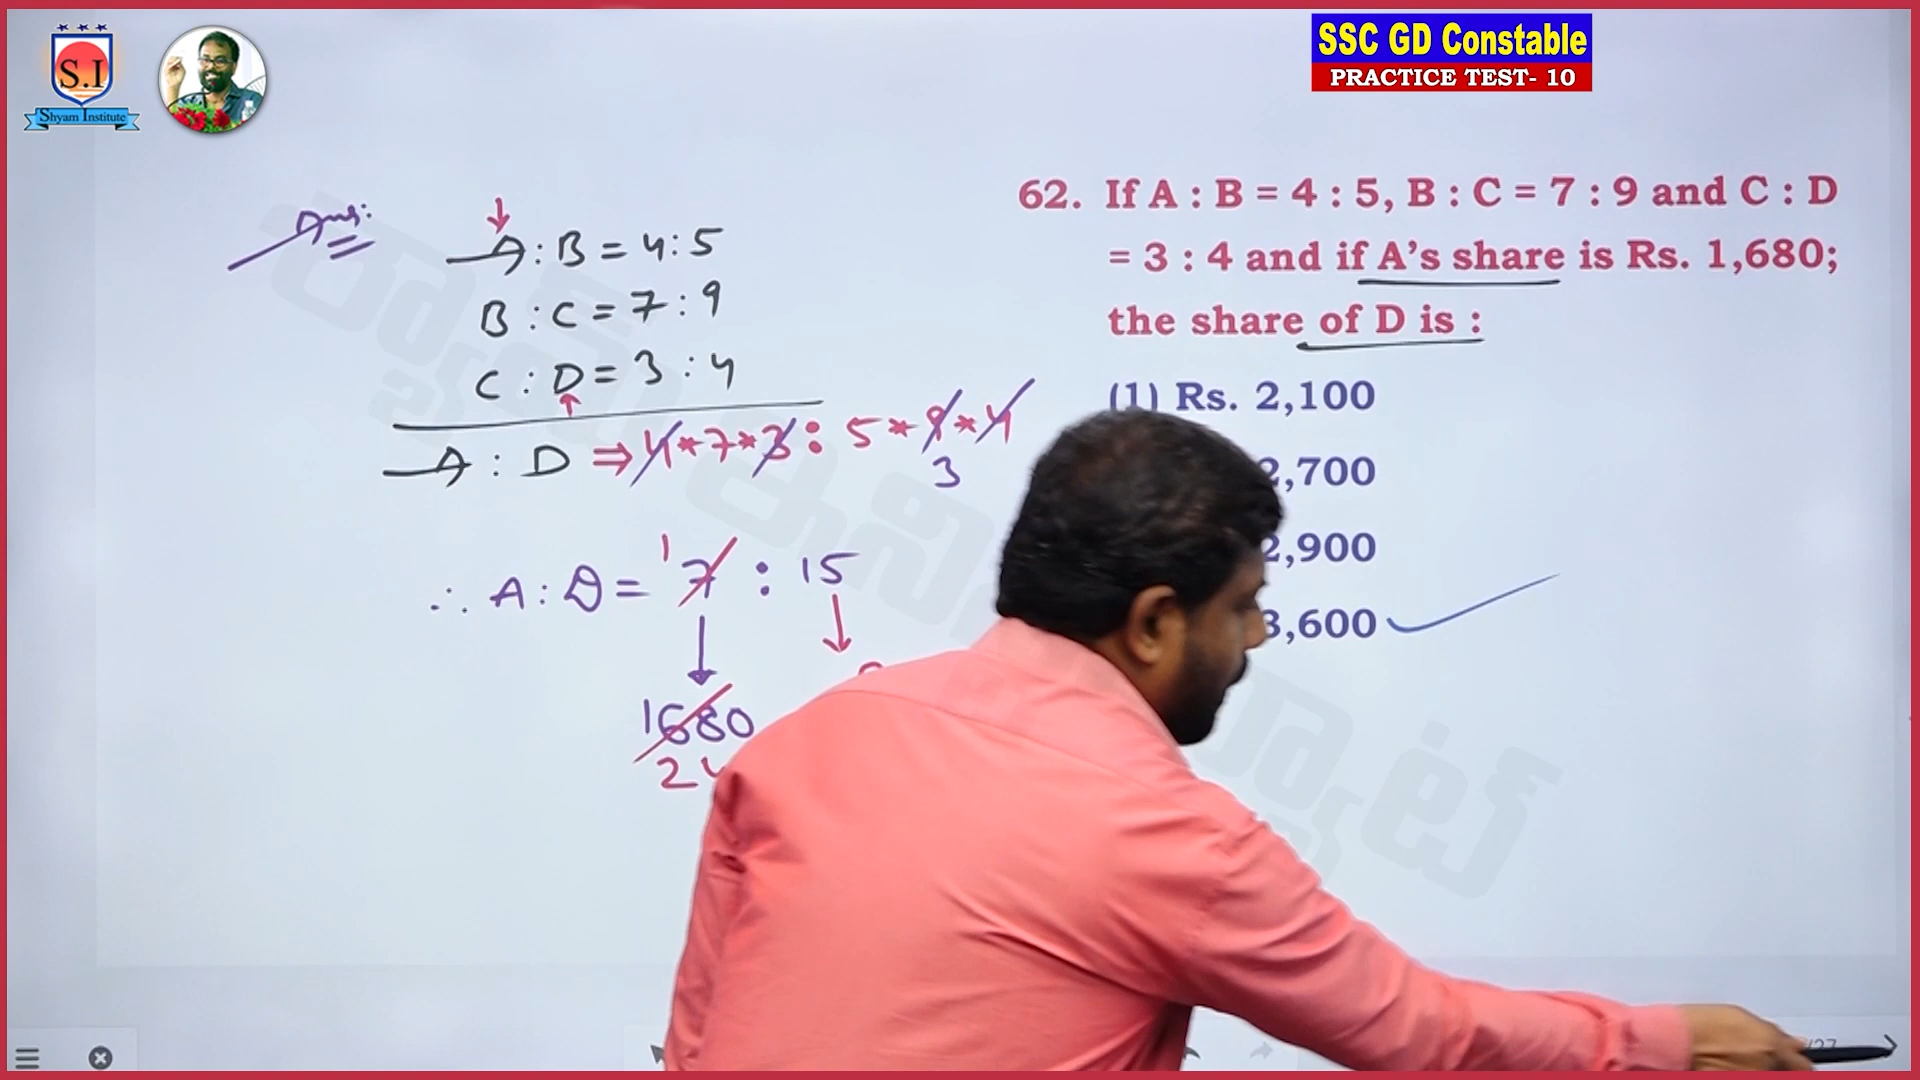 S.I
Shyam Institute
SSC GD Constable
PRACTICE TEST- 10
62. If A : B = 4 : 5, B : C = 7 : 9 and C : D
= 3 : 4 and if A's share is Rs. 1,680;
the share of D is :
(1) Rs. 2,100
2,700
2,900
3,600
Ans:
A : B = 4 : 5
B : C = 7 : 9
C : D = 3 : 4
A : D ⇒ 4 * 7 * 3 : 5 * 9 * 4
3
∴ A : D = 7 : 15
1
1680
24